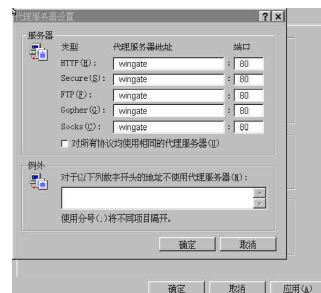 代理服务器设置
服务器
类型 代理服务器地址 端口
HTTP(H): wingate : 80
Secure(S): wingate : 80
FTP(F): wingate : 80
Gopher(G): wingate : 80
Socks(C): wingate : 80
对所有协议均使用相同的代理服务器(U)
例外
对于以下列数字开头的地址不使用代理服务器(N):
使用分号(;)将不同项目隔开。
确定 取消
确定 取消 应用(A)